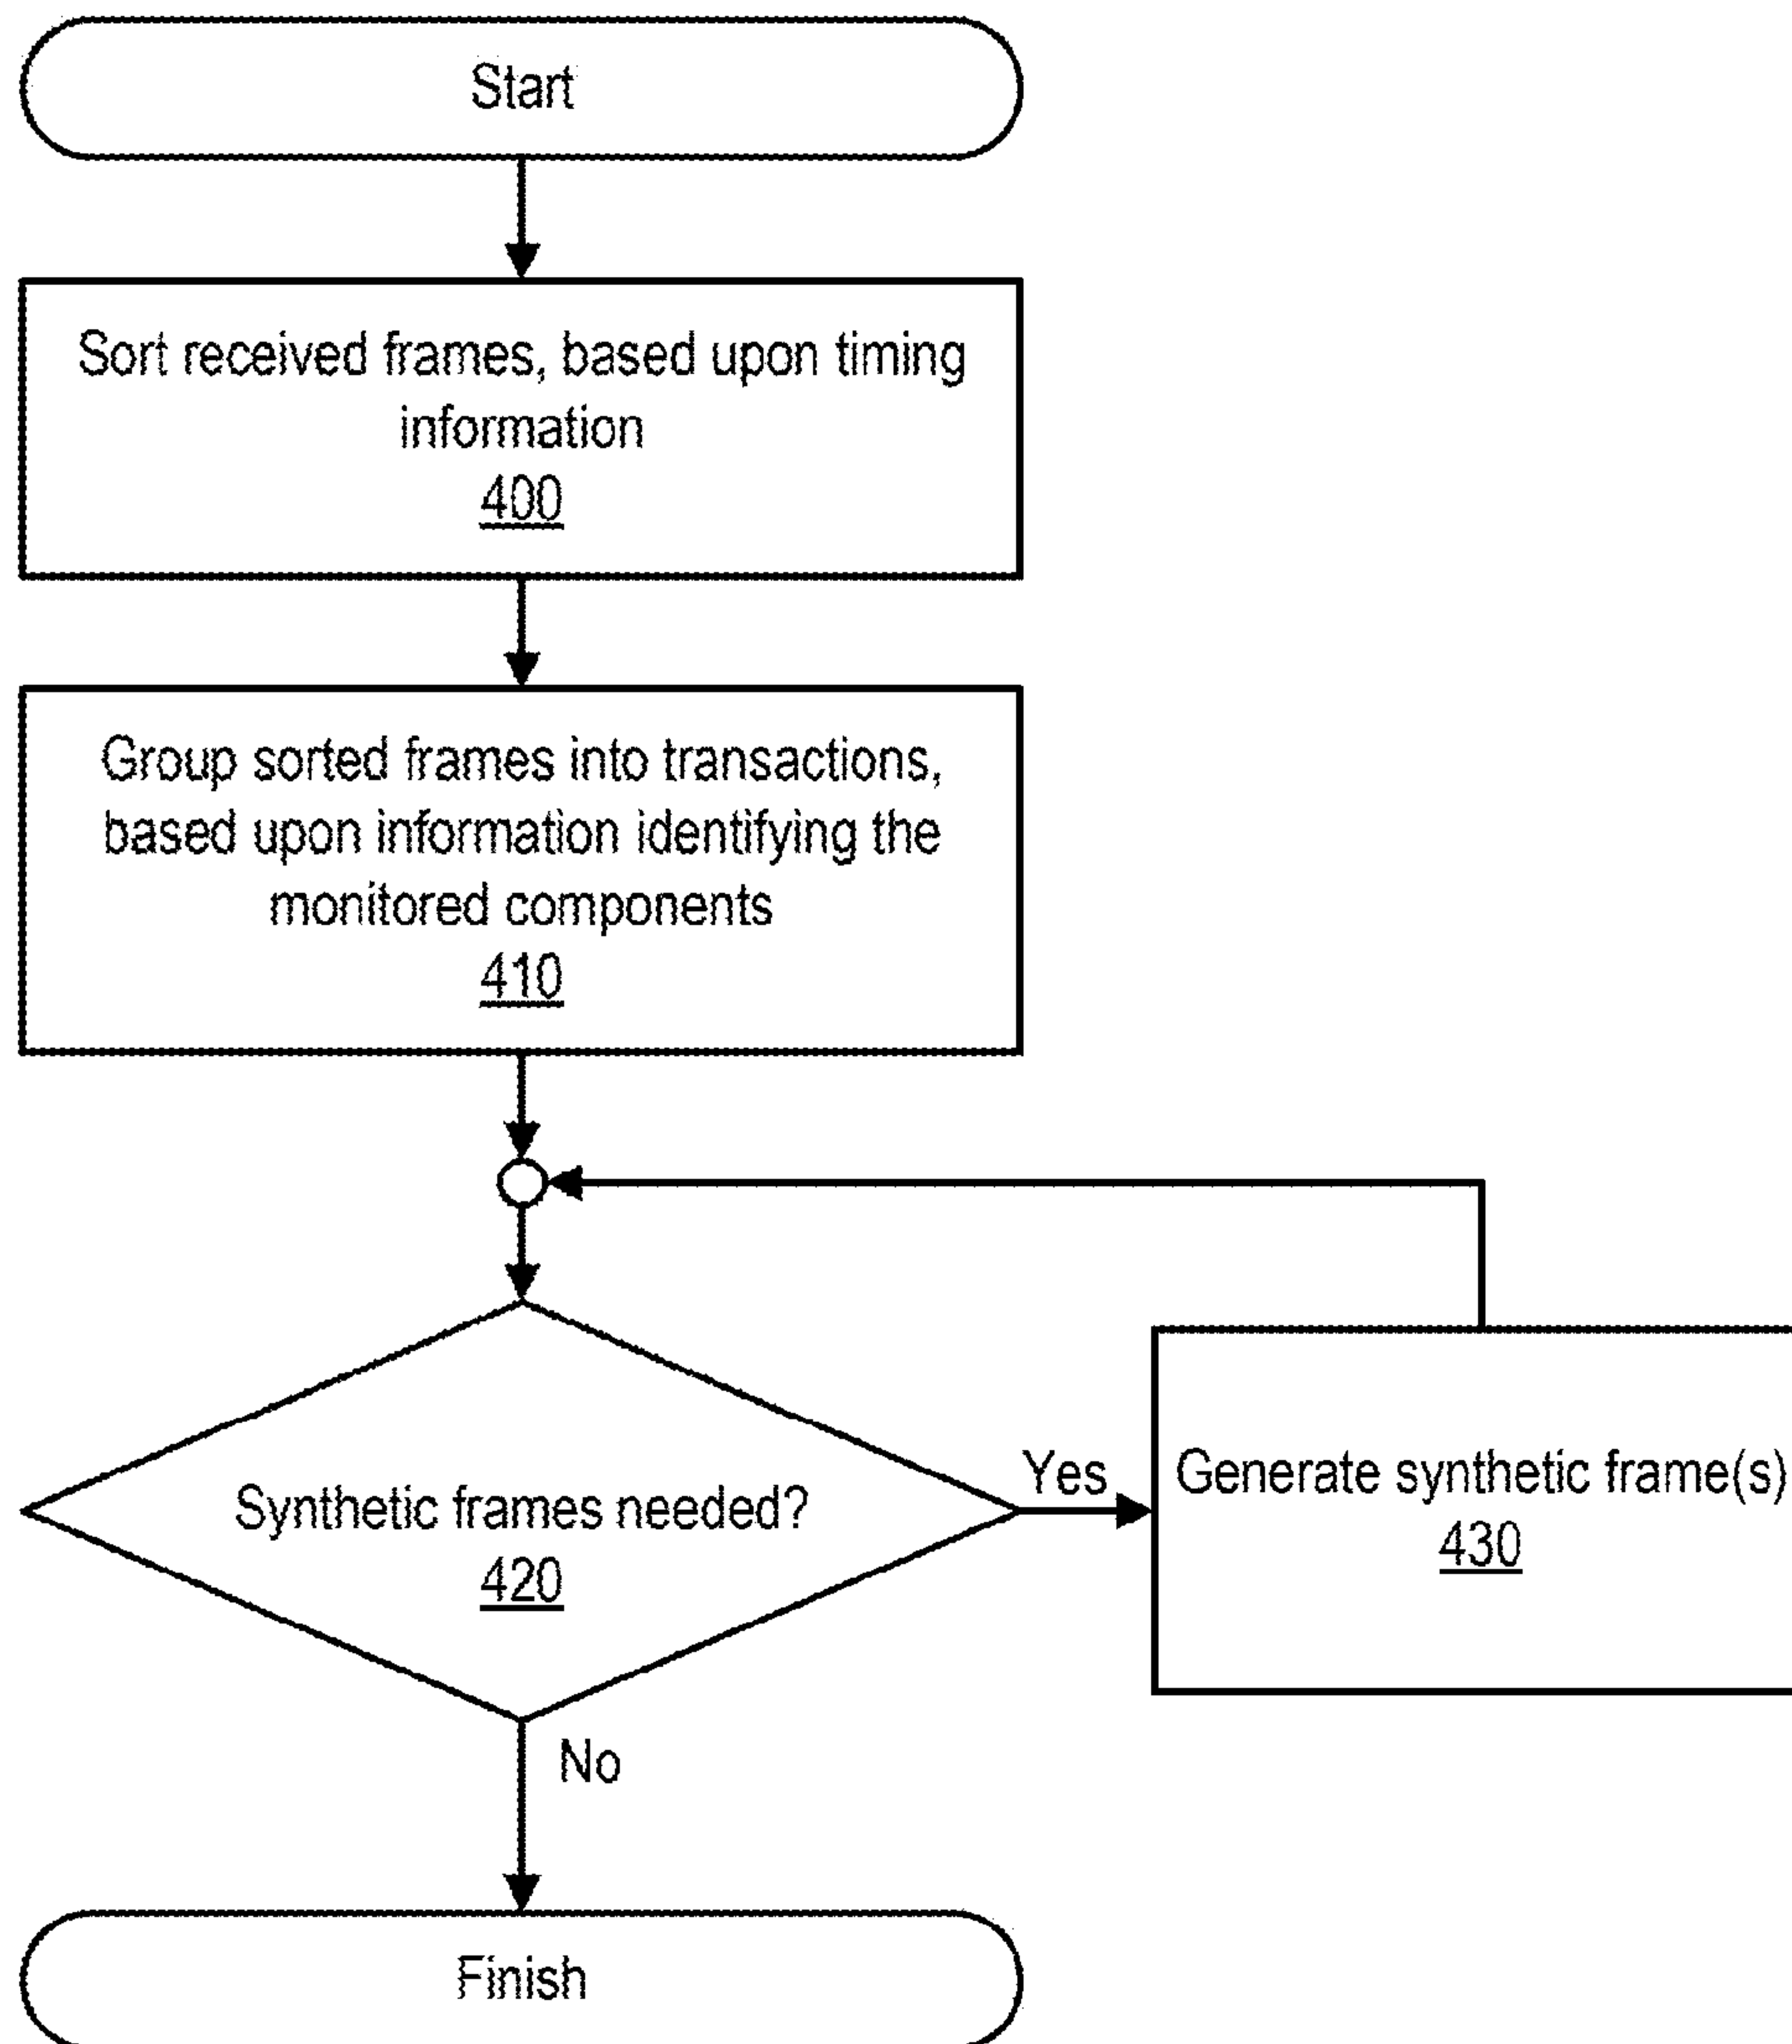 Start
Sort received frames, based upon timing
information
400
Group sorted frames into transactions,
based upon information identifying the
monitored components
410
Synthetic frames needed?
420
Yes
Generate synthetic frame(s)
430
No
Finish